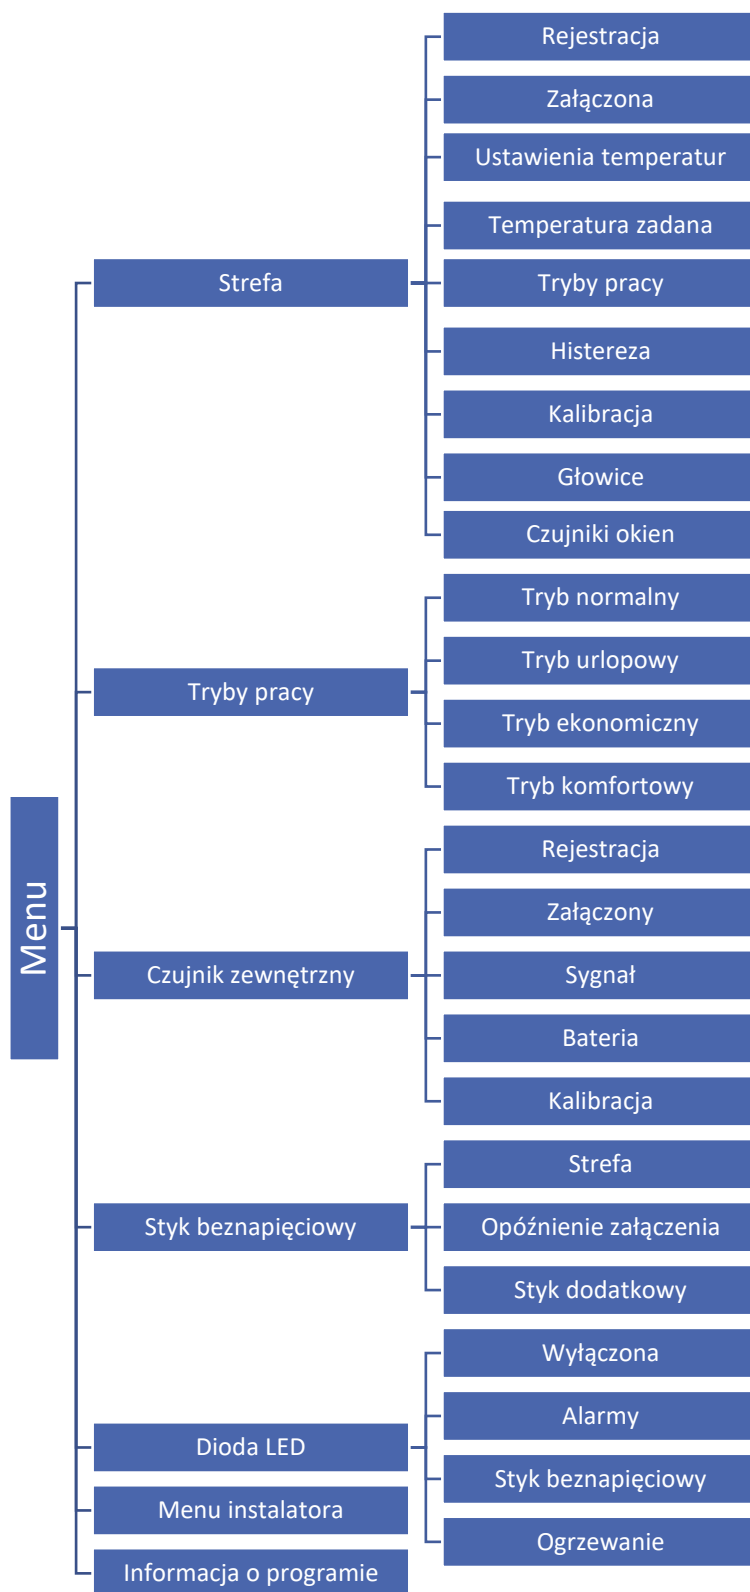 Menu
Strefa
Rejestracja
Załączona
Ustawienia temperatur
Temperatura zadana
Tryby pracy
Histereza
Kalibracja
Głowice
Czujniki okien
Tryby pracy
Tryb normalny
Tryb urlopowy
Tryb ekonomiczny
Tryb komfortowy
Czujnik zewnętrzny
Rejestracja
Załączony
Sygnał
Bateria
Kalibracja
Styk beznapięciowy
Strefa
Opóźnienie załączenia
Styk dodatkowy
Dioda LED
Wyłączona
Alarmy
Styk beznapięciowy
Ogrzewanie
Menu instalatora
Informacja o programie